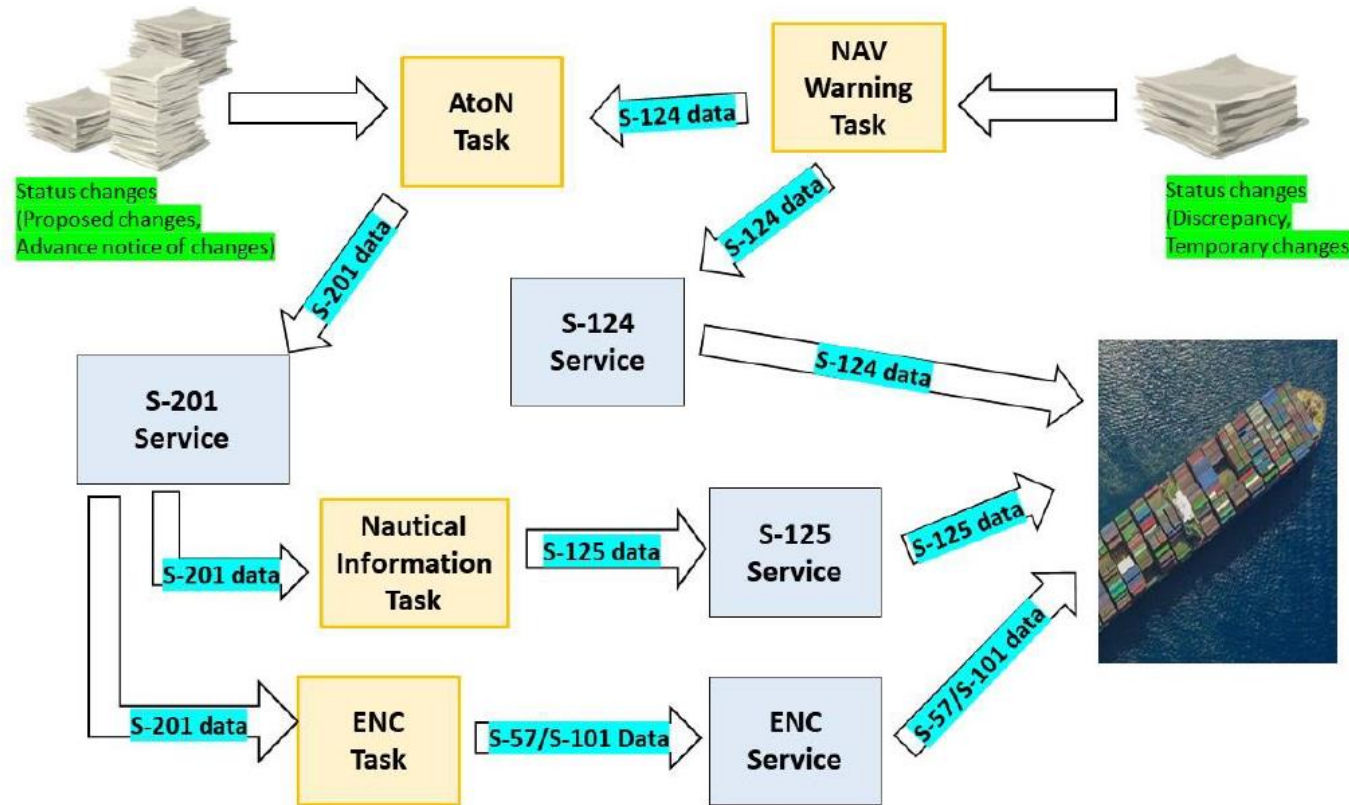 NAV
Warning
Task
AtoN
Task
S-124 data
Status changes
(Proposed changes,
Advance notice of changes)
Status changes
(Discrepancy,
Temporary changes
S-201 data
S-124 data
S-124
Service
S-124 data
S-201
Service
Nautical
Information
Task
S-201 data
S-125 data
S-125
Service
S-125 data
ENC
Task
S-201 data
S-57/S-101 Data
ENC
Service
S-57/S-101 data